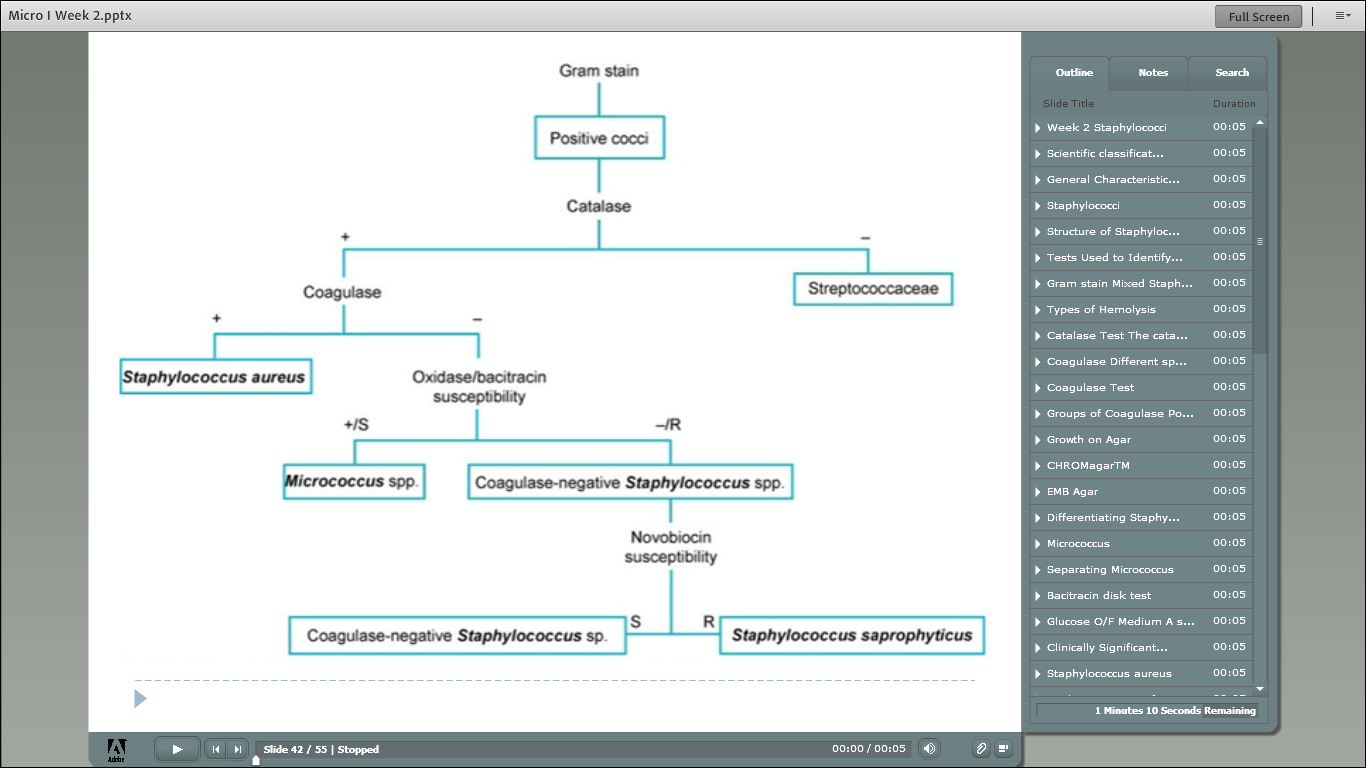 Micro I Week 2.pptx
Full Screen
Gram stain
Positive cocci
Catalase
+
–
Coagulase
Streptococcaceae
+
–
Staphylococcus aureus
Oxidase/bacitracin
susceptibility
+/S
–/R
Micrococcus spp.
Coagulase-negative Staphylococcus spp.
Novobiocin
susceptibility
S
R
Coagulase-negative Staphylococcus sp.
Staphylococcus saprophyticus
Outline
Notes
Search
Slide Title Duration
Week 2 Staphylococci 00:05
Scientific classificat... 00:05
General Characteristic... 00:05
Staphylococci 00:05
Structure of Staphyloc... 00:05
Tests Used to Identify... 00:05
Gram stain Mixed Staph... 00:05
Types of Hemolysis 00:05
Catalase Test The cata... 00:05
Coagulase Different sp... 00:05
Coagulase Test 00:05
Groups of Coagulase Po... 00:05
Growth on Agar 00:05
CHROMagarTM 00:05
EMB Agar 00:05
Differentiating Staphy... 00:05
Micrococcus 00:05
Separating Micrococcus 00:05
Bacitracin disk test 00:05
Glucose O/F Medium A s... 00:05
Clinically Significant... 00:05
Staphylococcus aureus 00:05
1 Minutes 10 Seconds Remaining
Adobe
Slide 42 / 55 | Stopped
00:00 / 00:05